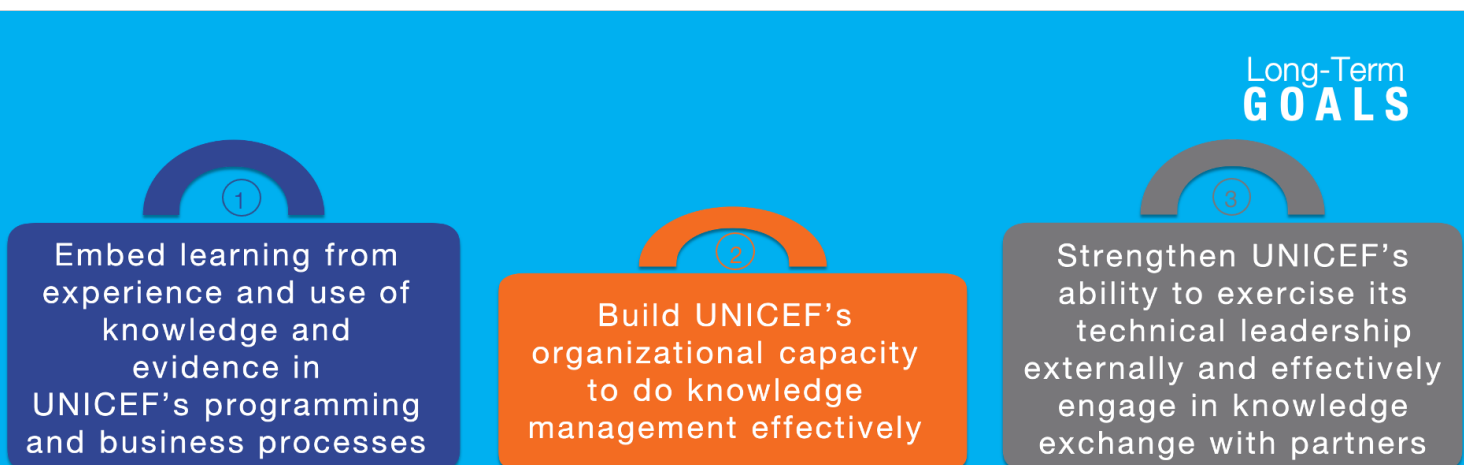 Long-Term
GOALS
1
Embed learning from
experience and use of
knowledge and
evidence in
UNICEF’s programming
and business processes
2
Build UNICEF’s
organizational capacity
to do knowledge
management effectively
3
Strengthen UNICEF’s
ability to exercise its
technical leadership
externally and effectively
engage in knowledge
exchange with partners